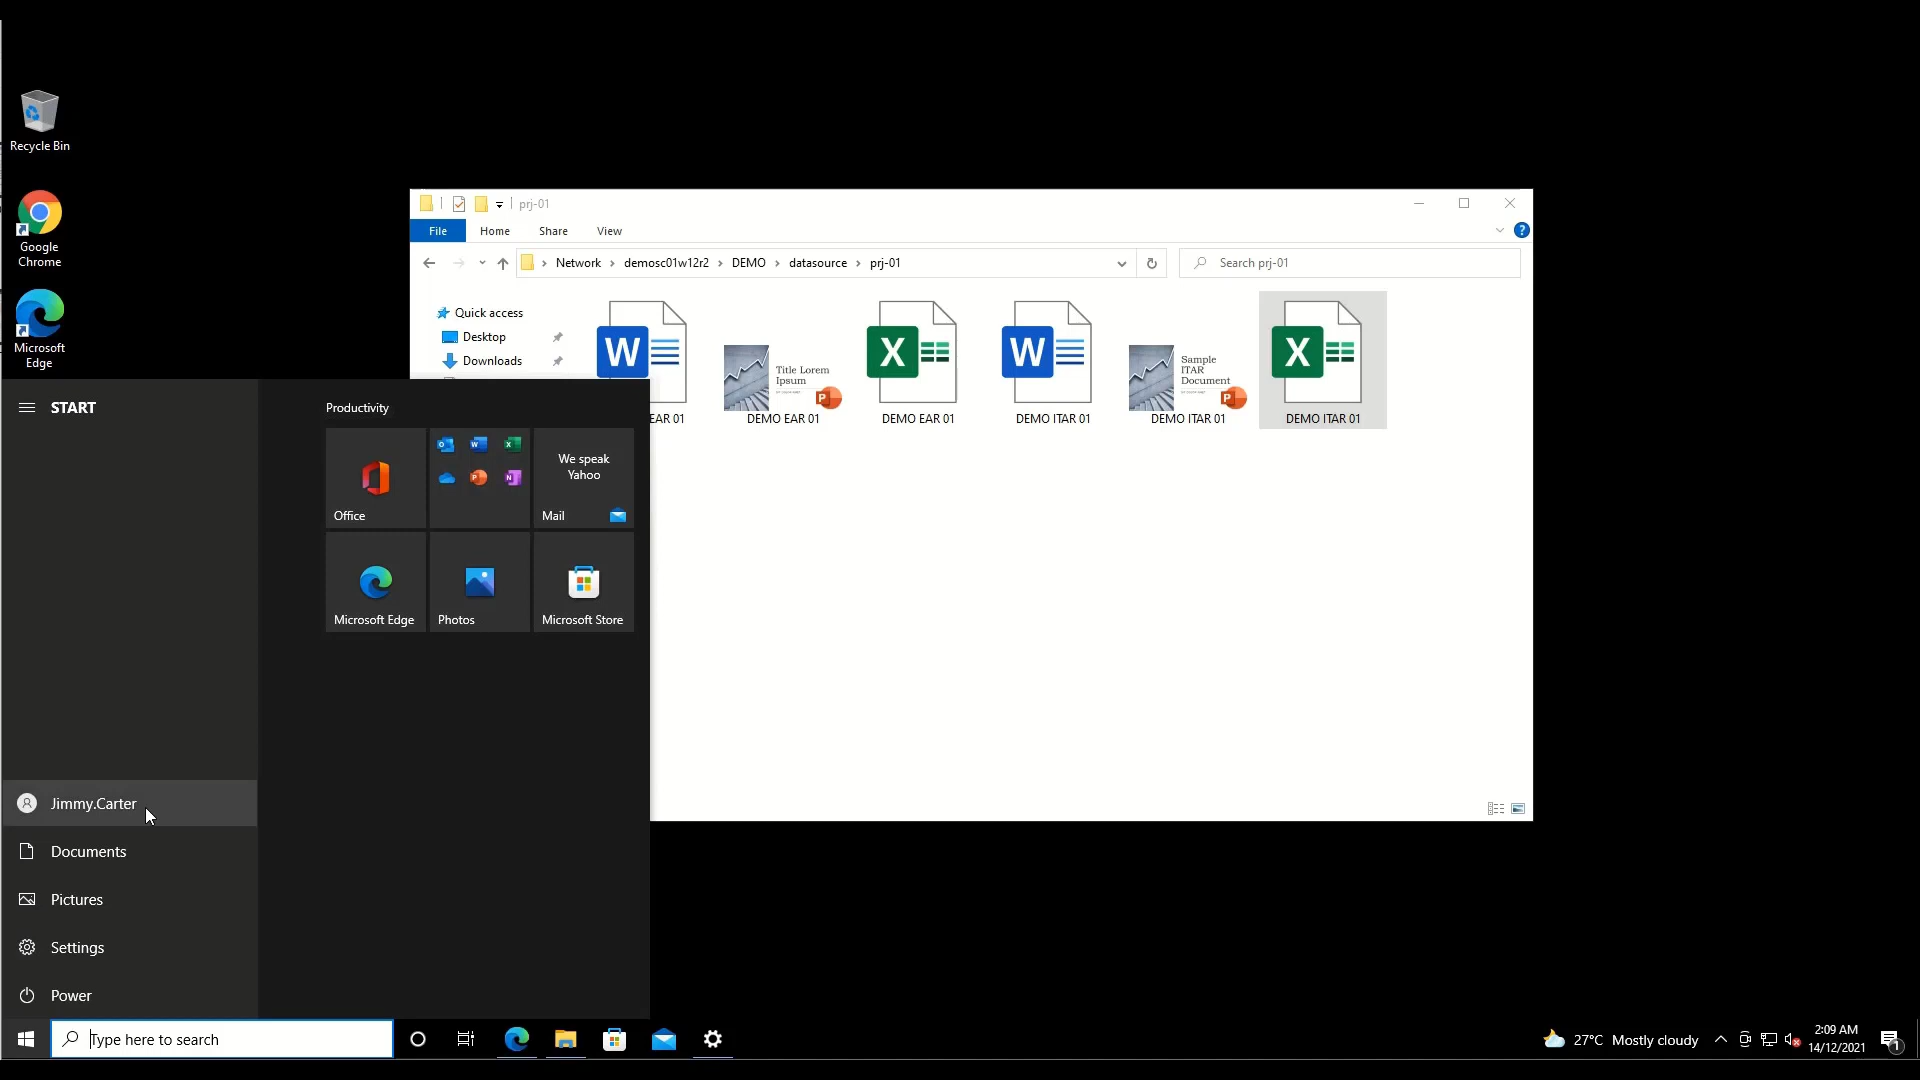 Recycle Bin
Google
Chrome
Microsoft
Edge
prj-01
File
Home
Share
View
Network
demosc01w12r2
DEMO
datasource
prj-01
Search prj-01
Quick access
Desktop
Downloads
W
EAR 01
Title Lorem
Ipsum
P
DEMO EAR 01
X
DEMO EAR 01
W
DEMO ITAR 01
Sample
ITAR
Document
P
DEMO ITAR 01
X
DEMO ITAR 01
START
Productivity
Office
We speak
Yahoo
Mail
Microsoft Edge
Photos
Microsoft Store
Jimmy.Carter
Documents
Pictures
Settings
Power
Type here to search
27°C Mostly cloudy
2:09 AM
14/12/2021
1